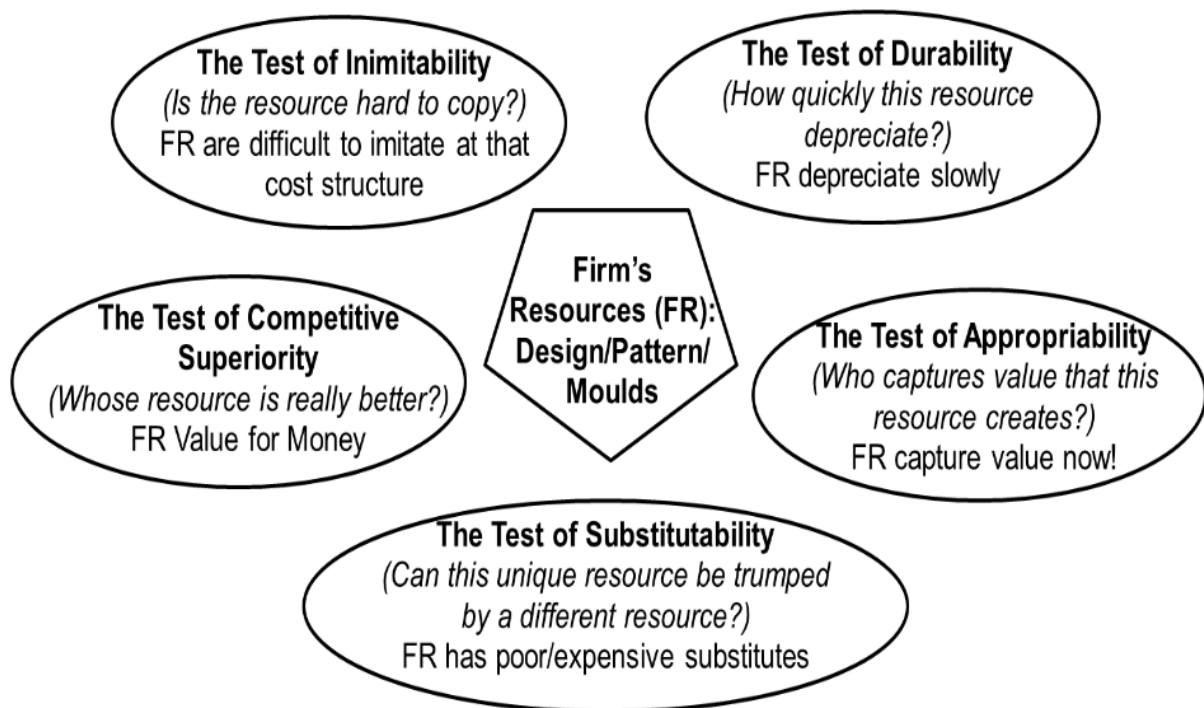 The Test of Inimitability
(Is the resource hard to copy?)
FR are difficult to imitate at that
cost structure
The Test of Durability
(How quickly this resource
depreciate?)
FR depreciate slowly
Firm's
Resources (FR):
Design/Pattern/
Moulds
The Test of Competitive
Superiority
(Whose resource is really better?)
FR Value for Money
The Test of Appropriability
(Who captures value that this
resource creates?)
FR capture value now!
The Test of Substitutability
(Can this unique resource be trumped
by a different resource?)
FR has poor/expensive substitutes